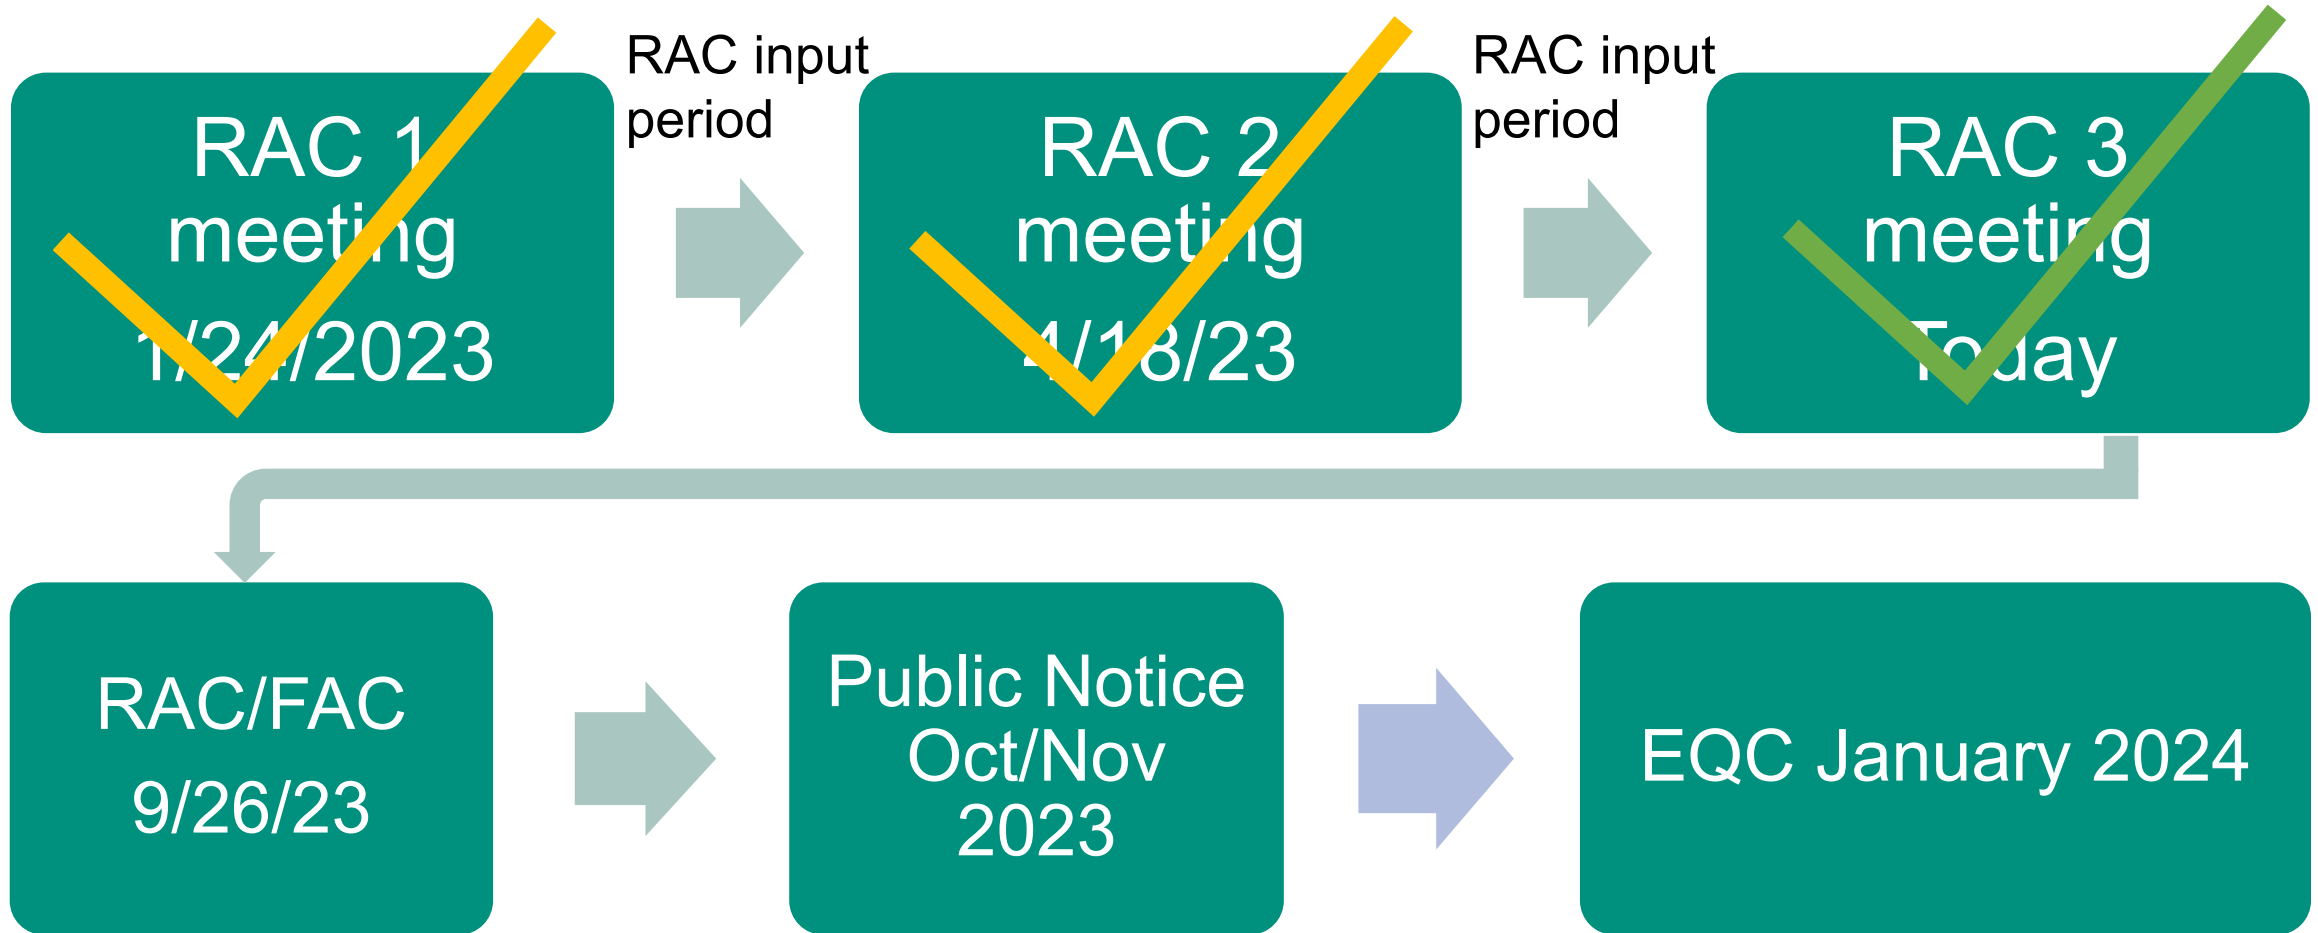 RAC 1
meeting
1/24/2023
RAC input
period
RAC 2
meeting
4/18/23
RAC input
period
RAC 3
meeting
Today
RAC/FAC
9/26/23
Public Notice
Oct/Nov
2023
EQC January 2024